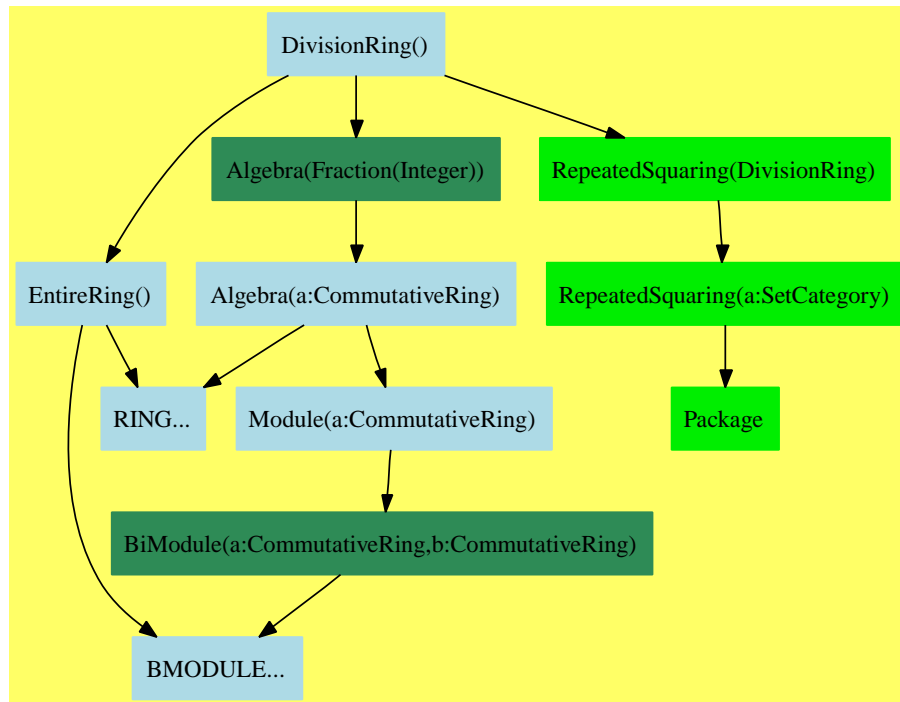 DivisionRing()
Algebra(Fraction(Integer))
RepeatedSquaring(DivisionRing)
EntireRing()
Algebra(a:CommutativeRing)
RepeatedSquaring(a:SetCategory)
RING...
Module(a:CommutativeRing)
Package
BiModule(a:CommutativeRing,b:CommutativeRing)
BMODULE...